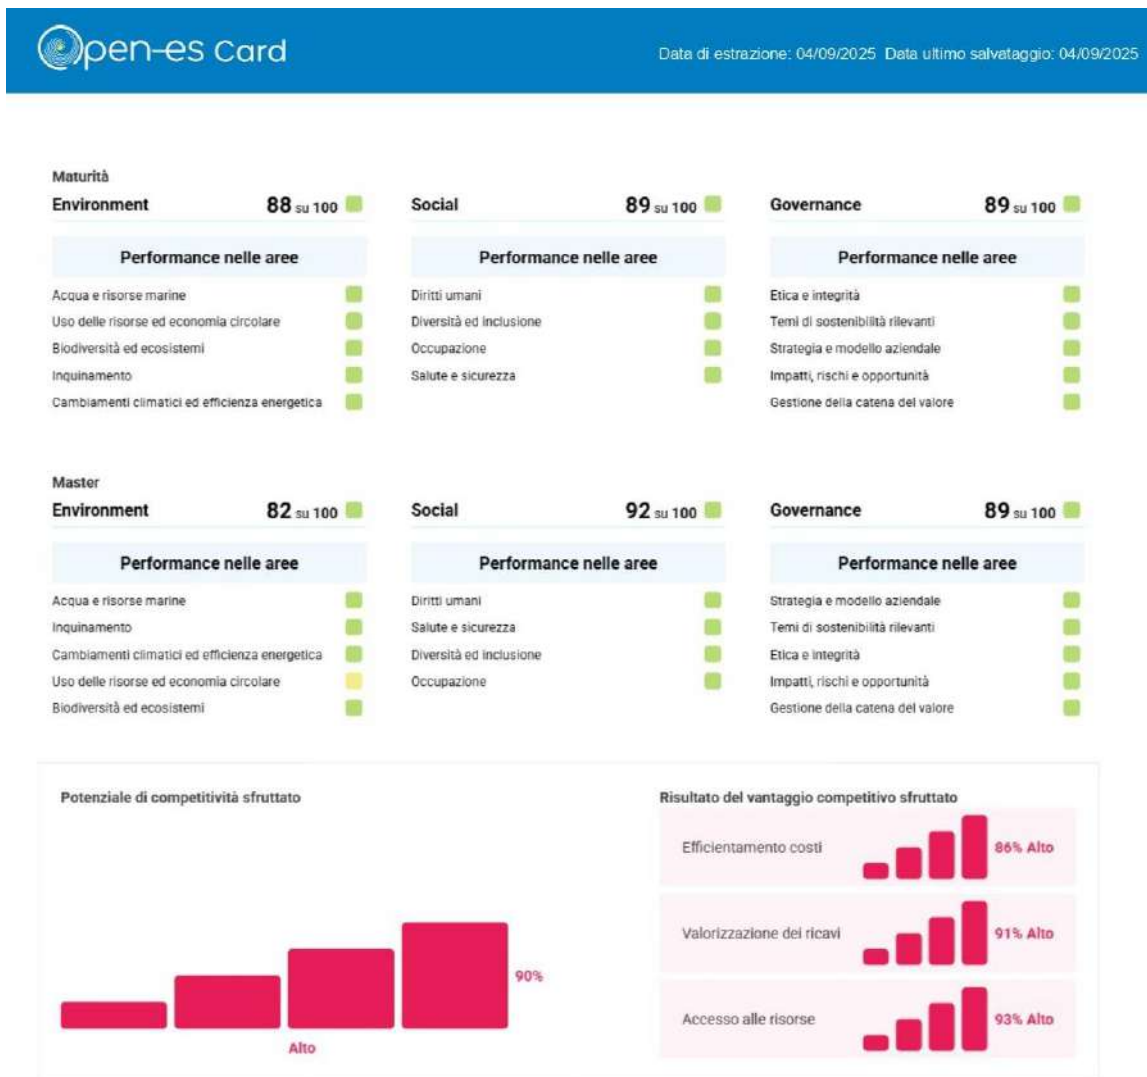 Open-es Card
Data di estrazione: 04/09/2025 Data ultimo salvataggio: 04/09/2025
Maturità
Environment 88 su 100
Performance nelle aree
Acqua e risorse marine
Uso delle risorse ed economia circolare
Biodiversità ed ecosistemi
Inquinamento
Cambiamenti climatici ed efficienza energetica
Social 89 su 100
Performance nelle aree
Diritti umani
Diversità ed inclusione
Occupazione
Salute e sicurezza
Governance 89 su 100
Performance nelle aree
Etica e integrità
Temi di sostenibilità rilevanti
Strategia e modello aziendale
Impatti, rischi e opportunità
Gestione della catena del valore
Master
Environment 82 su 100
Performance nelle aree
Acqua e risorse marine
Inquinamento
Cambiamenti climatici ed efficienza energetica
Uso delle risorse ed economia circolare
Biodiversità ed ecosistemi
Social 92 su 100
Performance nelle aree
Diritti umani
Salute e sicurezza
Diversità ed inclusione
Occupazione
Governance 89 su 100
Performance nelle aree
Strategia e modello aziendale
Temi di sostenibilità rilevanti
Etica e integrità
Impatti, rischi e opportunità
Gestione della catena del valore
Potenziale di competitività sfruttato
90%
Alto
Risultato del vantaggio competitivo sfruttato
Efficientamento costi 86% Alto
Valorizzazione dei ricavi 91% Alto
Accesso alle risorse 93% Alto